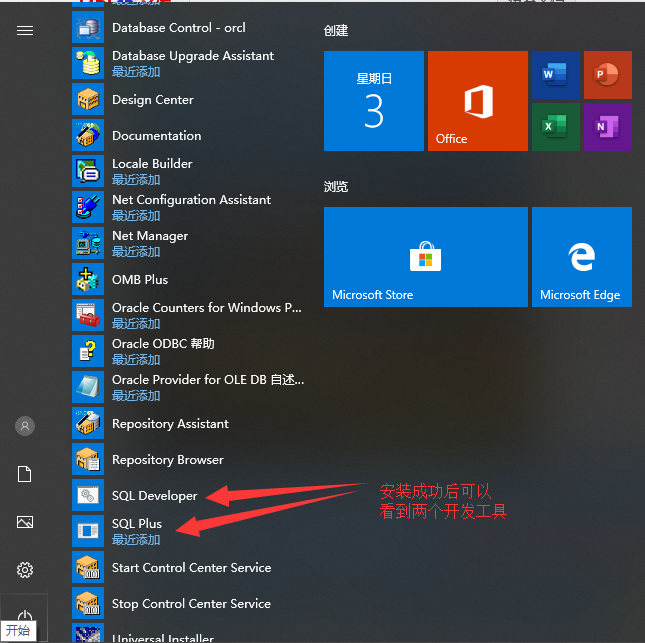 最近添加
Database Control - orcl
Database Upgrade Assistant
最近添加
Design Center
Documentation
Locale Builder
最近添加
Net Configuration Assistant
最近添加
Net Manager
最近添加
OMB Plus
Oracle Counters for Windows P...
最近添加
Oracle ODBC 帮助
最近添加
Oracle Provider for OLE DB 自述...
最近添加
Repository Assistant
Repository Browser
SQL Developer
SQL Plus
最近添加
Start Control Center Service
Stop Control Center Service
Universal Installer
开始
创建
星期日
3
Office
W
P
X
N
浏览
Microsoft Store
Microsoft Edge
安装成功后可以
看到两个开发工具